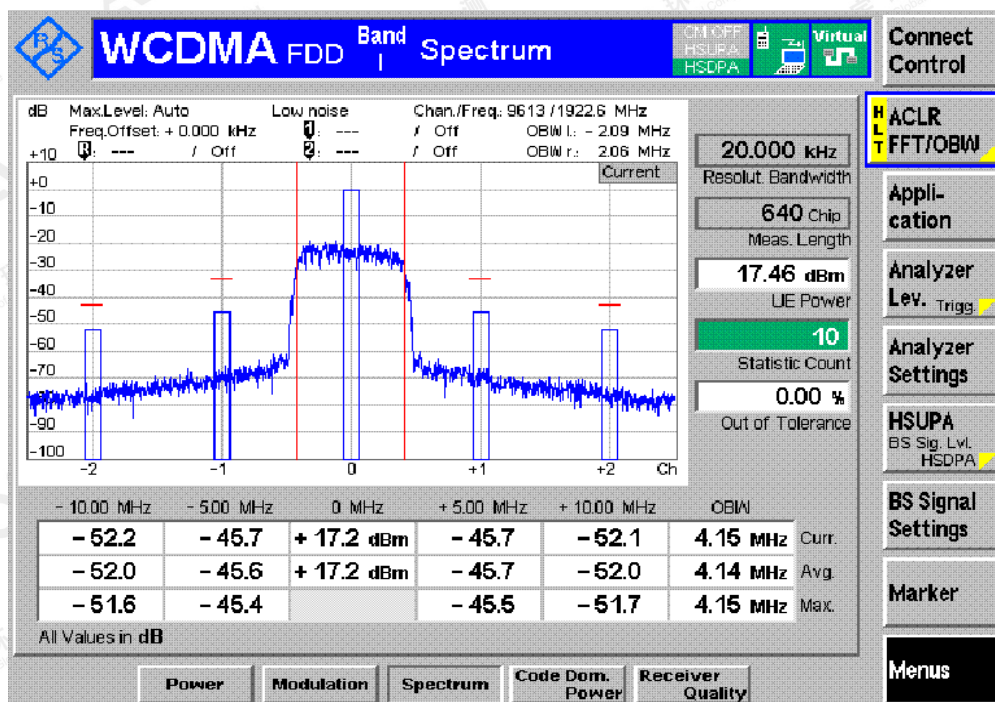 R&S
WCDMA FDD Band I Spectrum
CM OFF
HSUPA
HSDPA
Virtual
Connect Control
dB Max.Level: Auto Low noise Chan./Freq.: 9613 / 1922.6 MHz
Freq.Offset: + 0.000 kHz 1: --- / Off OBW l.: - 2.09 MHz
3: --- / Off 2: --- / Off OBW r.: 2.06 MHz
Current
+10
+0
-10
-20
-30
-40
-50
-60
-70
-90
-100
-2 -1 0 +1 +2 Ch
20.000 kHz
Resolut. Bandwidth
640 Chip
Meas. Length
17.46 dBm
UE Power
10
Statistic Count
0.00 %
Out of Tolerance
- 10.00 MHz - 5.00 MHz 0 MHz + 5.00 MHz + 10.00 MHz OBW
- 52.2 - 45.7 + 17.2 dBm - 45.7 - 52.1 4.15 MHz Curr.
- 52.0 - 45.6 + 17.2 dBm - 45.7 - 52.0 4.14 MHz Avg.
- 51.6 - 45.4 - 45.5 - 51.7 4.15 MHz Max.
All Values in dB
HLT
ACLR
FFT/OBW
Appli-
cation
Analyzer
Lev. Trigg.
Analyzer
Settings
HSUPA
BS Sig. Lvl.
HSDPA
BS Signal
Settings
Marker
Menus
Power Modulation Spectrum Code Dom. Power Receiver Quality